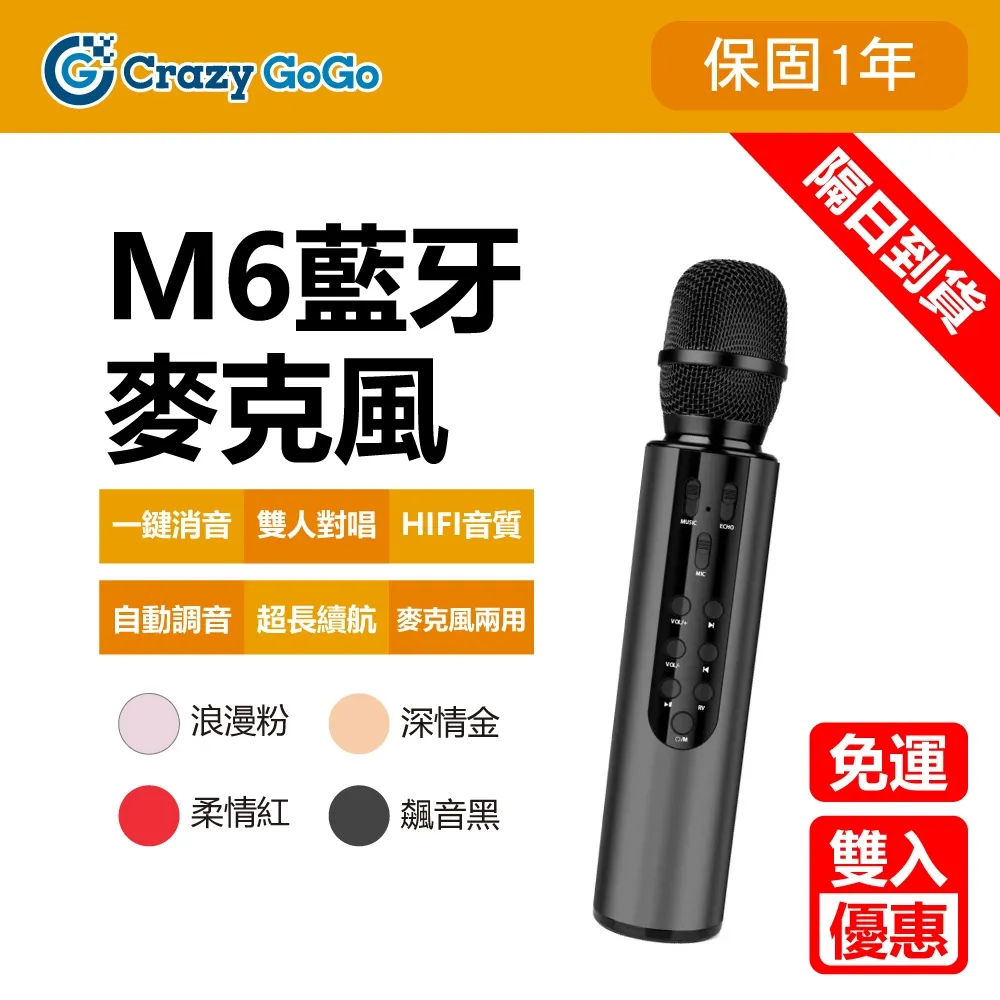 Crazy GoGo
保固1年
隔日到貨
M6藍牙
麥克風
一鍵消音 雙人對唱 HIFI音質
自動調音 超長續航 麥克風兩用
浪漫粉 深情金
柔情紅 飆音黑
MUSIC ECHO
MIC
VOL/+
VOL/-
RV
免運
雙入
優惠